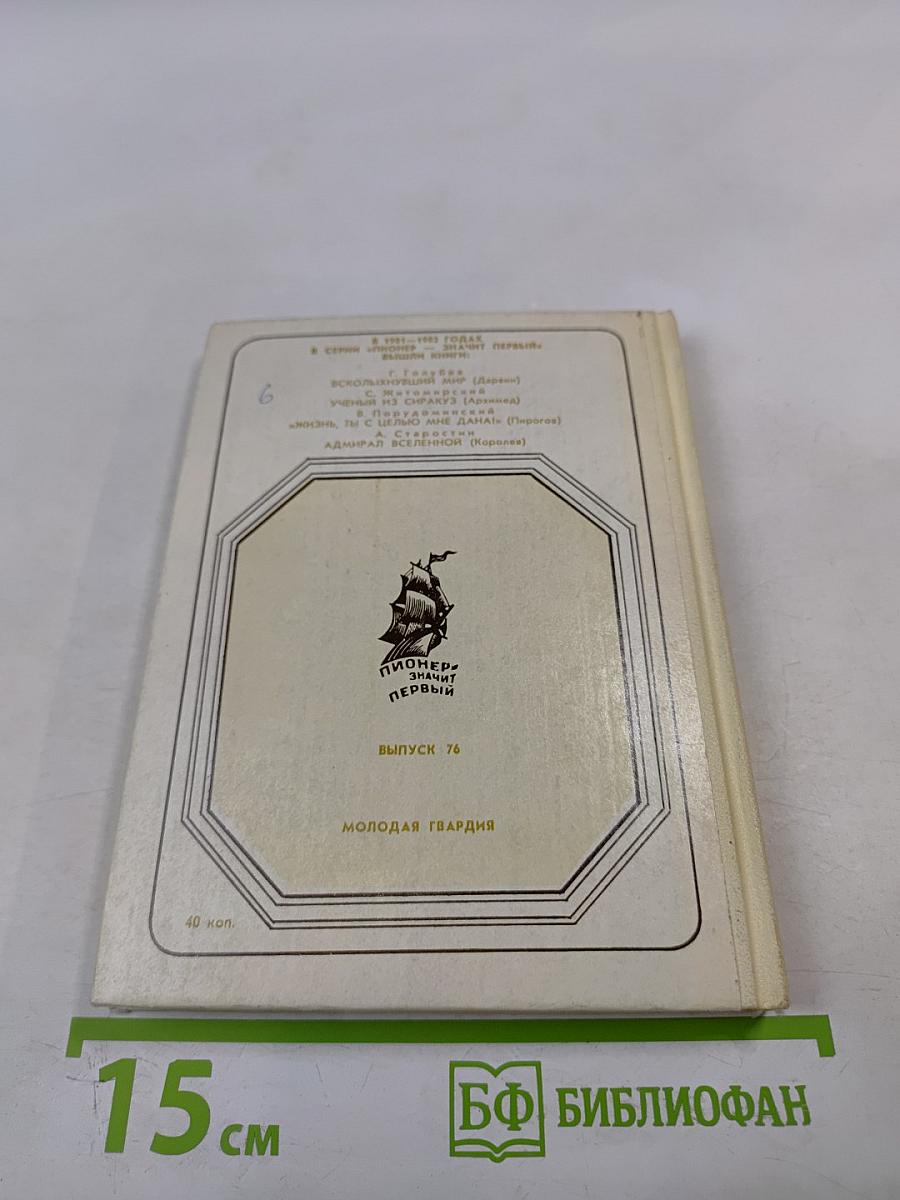 В 1981—1982 ГОДАХ
В СЕРИИ «ПИОНЕР — ЗНАЧИТ ПЕРВЫЙ»
ВЫШЛИ КНИГИ:
Г. Голубев
ВСКОЛЫХНУВШИЙ МИР (Дарвин)
С. Житомирский
УЧЕНЫЙ ИЗ СИРАКУЗ (Архимед)
В. Порудоминский
«ЖИЗНЬ, ТЫ С ЦЕЛЬЮ МНЕ ДАНА!» (Пирогов)
А. Старостин
АДМИРАЛ ВСЕЛЕННОЙ (Королев)
6
ПИОНЕР-
ЗНАЧИТ
ПЕРВЫЙ
ВЫПУСК 76
МОЛОДАЯ ГВАРДИЯ
40 коп.
15 см
БФ БИБЛИОФАН